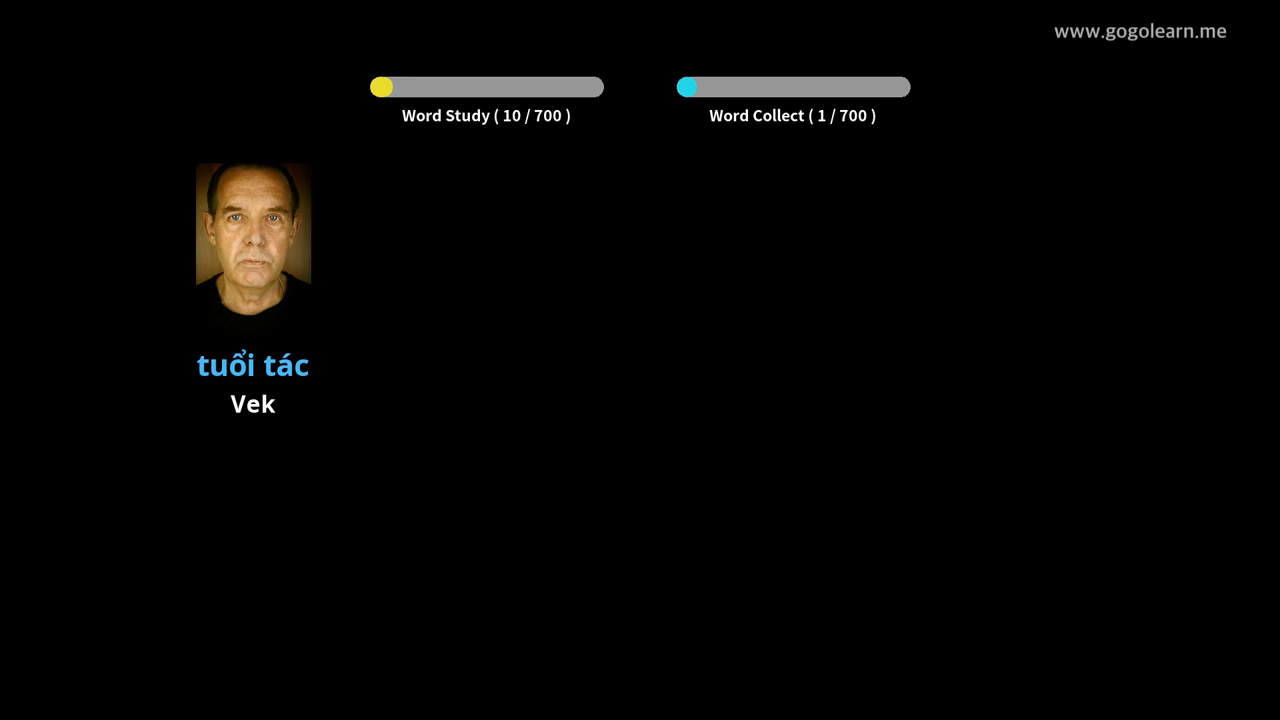 www.gogolearn.me
Word Study ( 10 / 700 )
Word Collect ( 1 / 700 )
tuổi tác
Vek